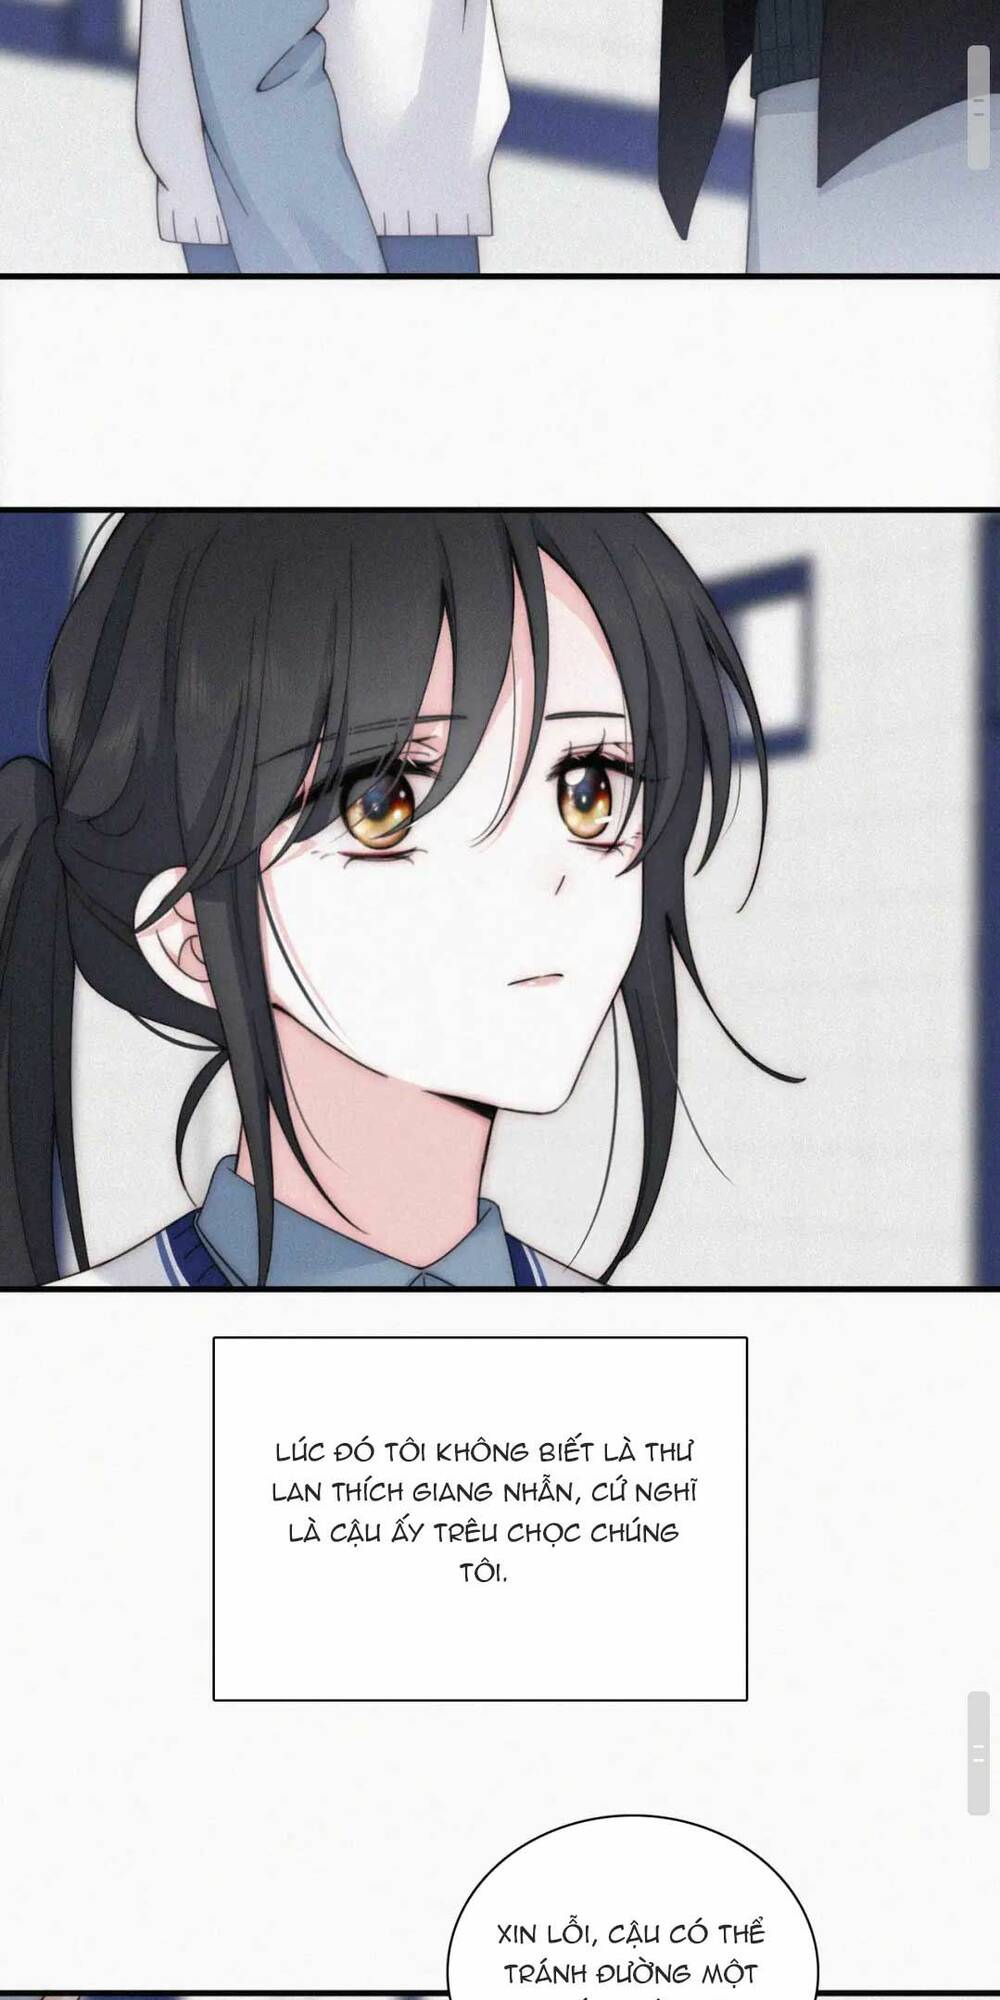 LÚC ĐÓ TÔI KHÔNG BIẾT LÀ THƯ
LAN THÍCH GIANG NHẪN, CỨ NGHĨ
LÀ CẬU ẤY TRÊU CHỌC CHÚNG
TÔI.
XIN LỖI, CẬU CÓ THỂ
TRÁNH ĐƯỜNG MỘT